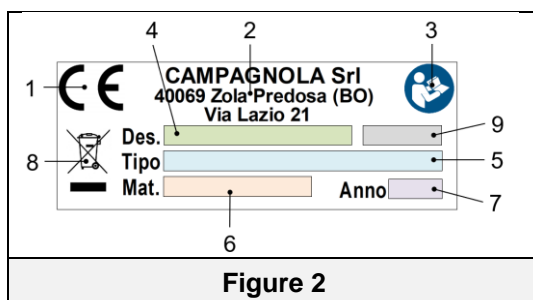 4 2 3
1 CE CAMPAGNOLA Srl
40069 Zola Predosa (BO)
Via Lazio 21
Des. 9
8 Tipo 5
Mat. Anno 7
6
Figure 2